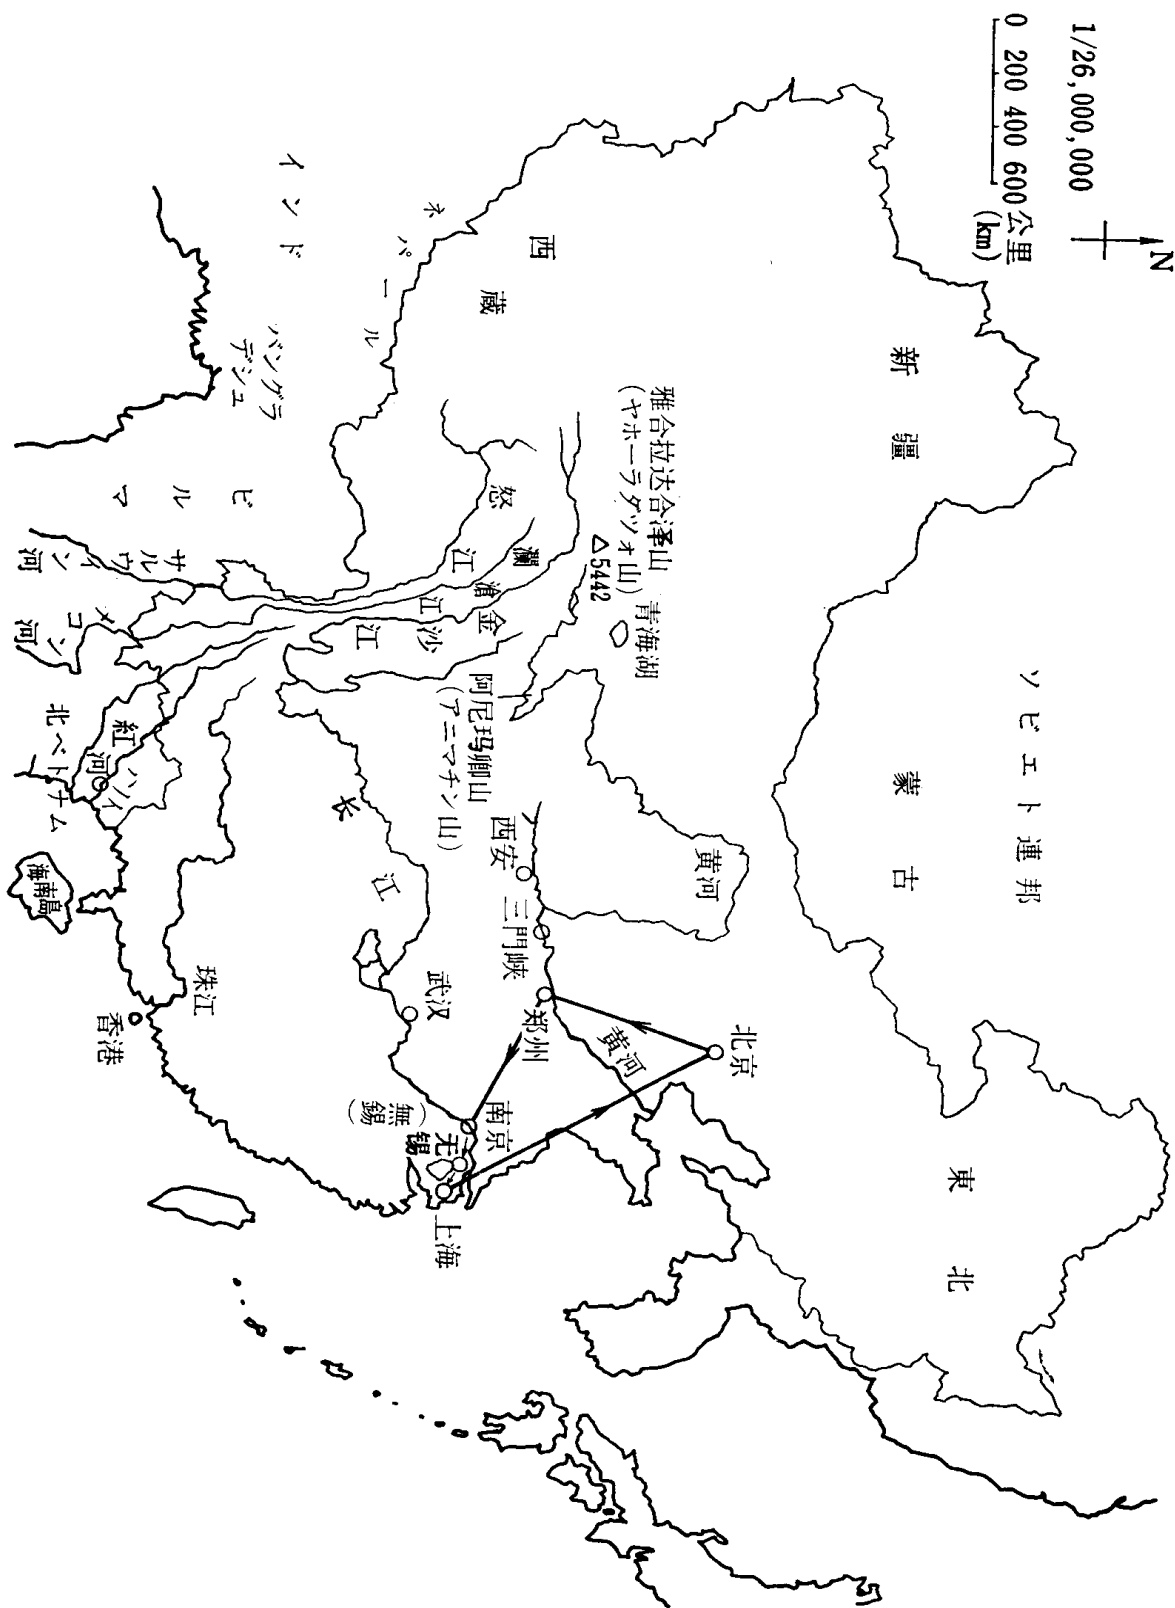 1/26,000,000
0 200 400 600公里
(km)
N
ソビエト連邦
新疆
蒙古
東北
西蔵
ネパール
インド
バングラ
デシュ
ビルマ
雅合拉达合泽山
(ヤホーラダツォ山)
△5442
青海湖
怒江
瀾滄江
金沙江
サルウィン河
メコン河
阿尼玛卿山
(アニマチン山)
黄河
西安
三門峡
郑州
黄河
北京
长江
武汉
南京
无锡
(無錫)
上海
紅河
ハノイ
北ベトナム
海南島
珠江
香港